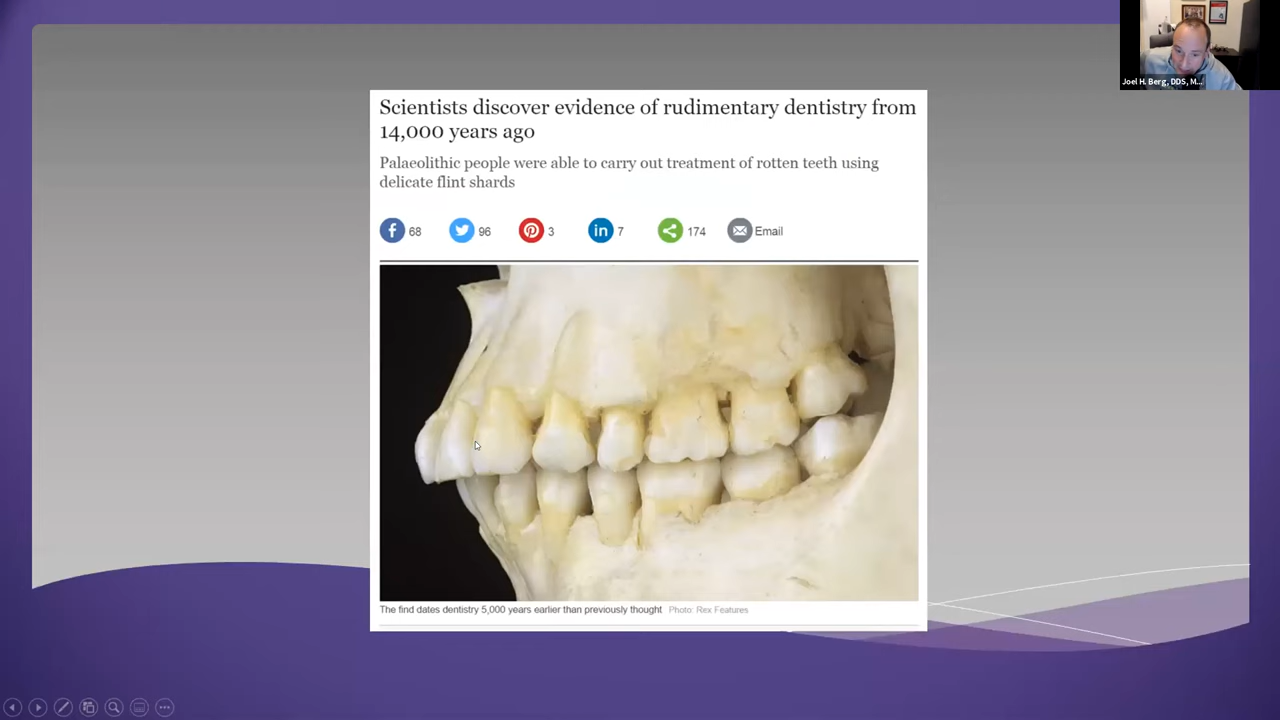 Joel H. Berg, DDS, M...
Scientists discover evidence of rudimentary dentistry from
14,000 years ago
Palaeolithic people were able to carry out treatment of rotten teeth using
delicate flint shards
68 96 3 in 7 174 Email
The find dates dentistry 5,000 years earlier than previously thought Photo: Rex Features